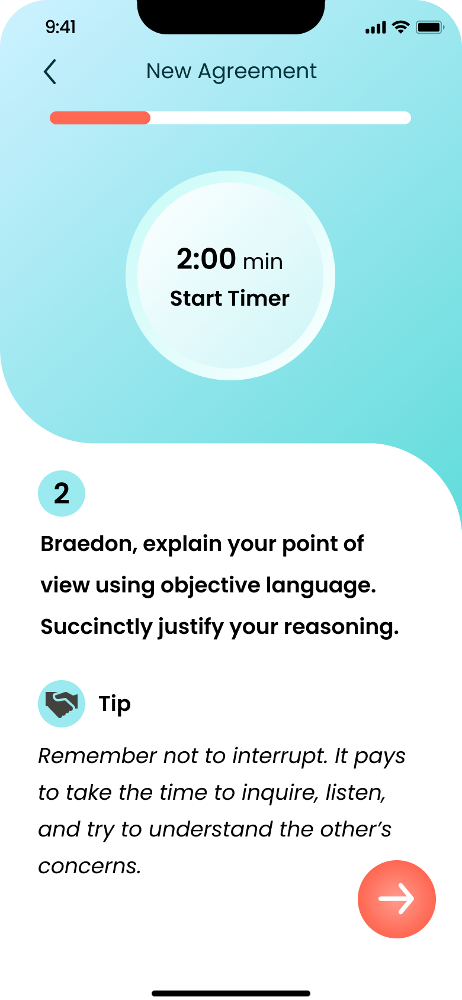 9:41
New Agreement
2:00 min
Start Timer
2
Braedon, explain your point of
view using objective language.
Succinctly justify your reasoning.
Tip
Remember not to interrupt. It pays
to take the time to inquire, listen,
and try to understand the other’s
concerns.